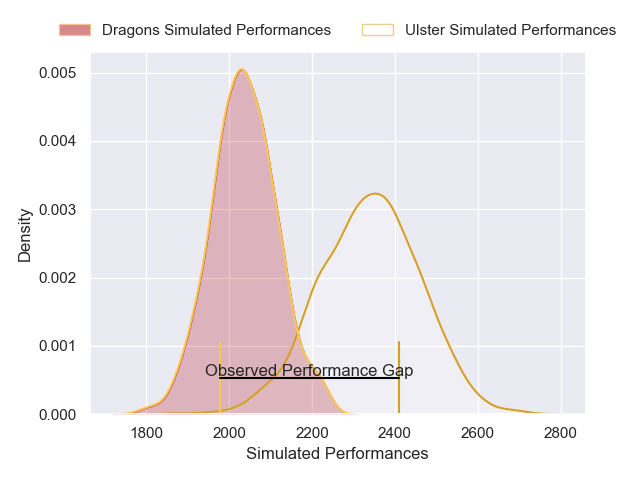 Dragons Simulated Performances Ulster Simulated Performances
0.005
0.004
0.003
0.002
0.001
0.000
Density
Observed Performance Gap
1800 2000 2200 2400 2600 2800
Simulated Performances